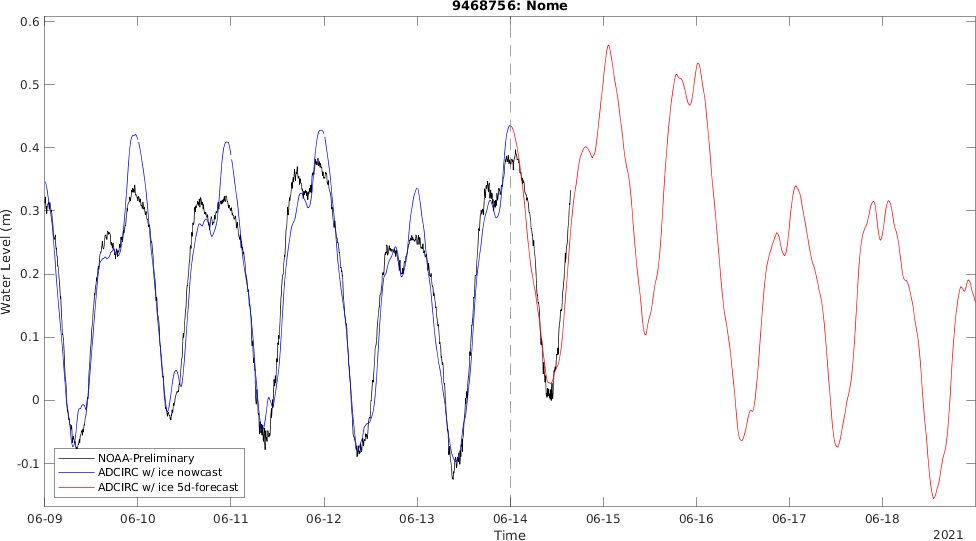 9468756: Nome
Water Level (m)
0.6
0.5
0.4
0.3
0.2
0.1
0
-0.1
NOAA-Preliminary
ADCIRC w/ ice nowcast
ADCIRC w/ ice 5d-forecast
06-09 06-10 06-11 06-12 06-13 06-14 06-15 06-16 06-17 06-18
Time
2021